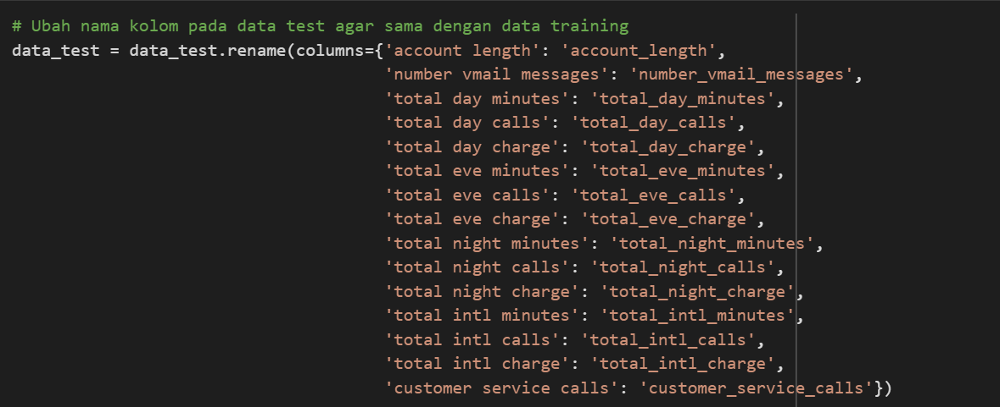 # Ubah nama kolom pada data test agar sama dengan data training
data_test = data_test.rename(columns={'account length': 'account_length',
'number vmail messages': 'number_vmail_messages',
'total day minutes': 'total_day_minutes',
'total day calls': 'total_day_calls',
'total day charge': 'total_day_charge',
'total eve minutes': 'total_eve_minutes',
'total eve calls': 'total_eve_calls',
'total eve charge': 'total_eve_charge',
'total night minutes': 'total_night_minutes',
'total night calls': 'total_night_calls',
'total night charge': 'total_night_charge',
'total intl minutes': 'total_intl_minutes',
'total intl calls': 'total_intl_calls',
'total intl charge': 'total_intl_charge',
'customer service calls': 'customer_service_calls'})